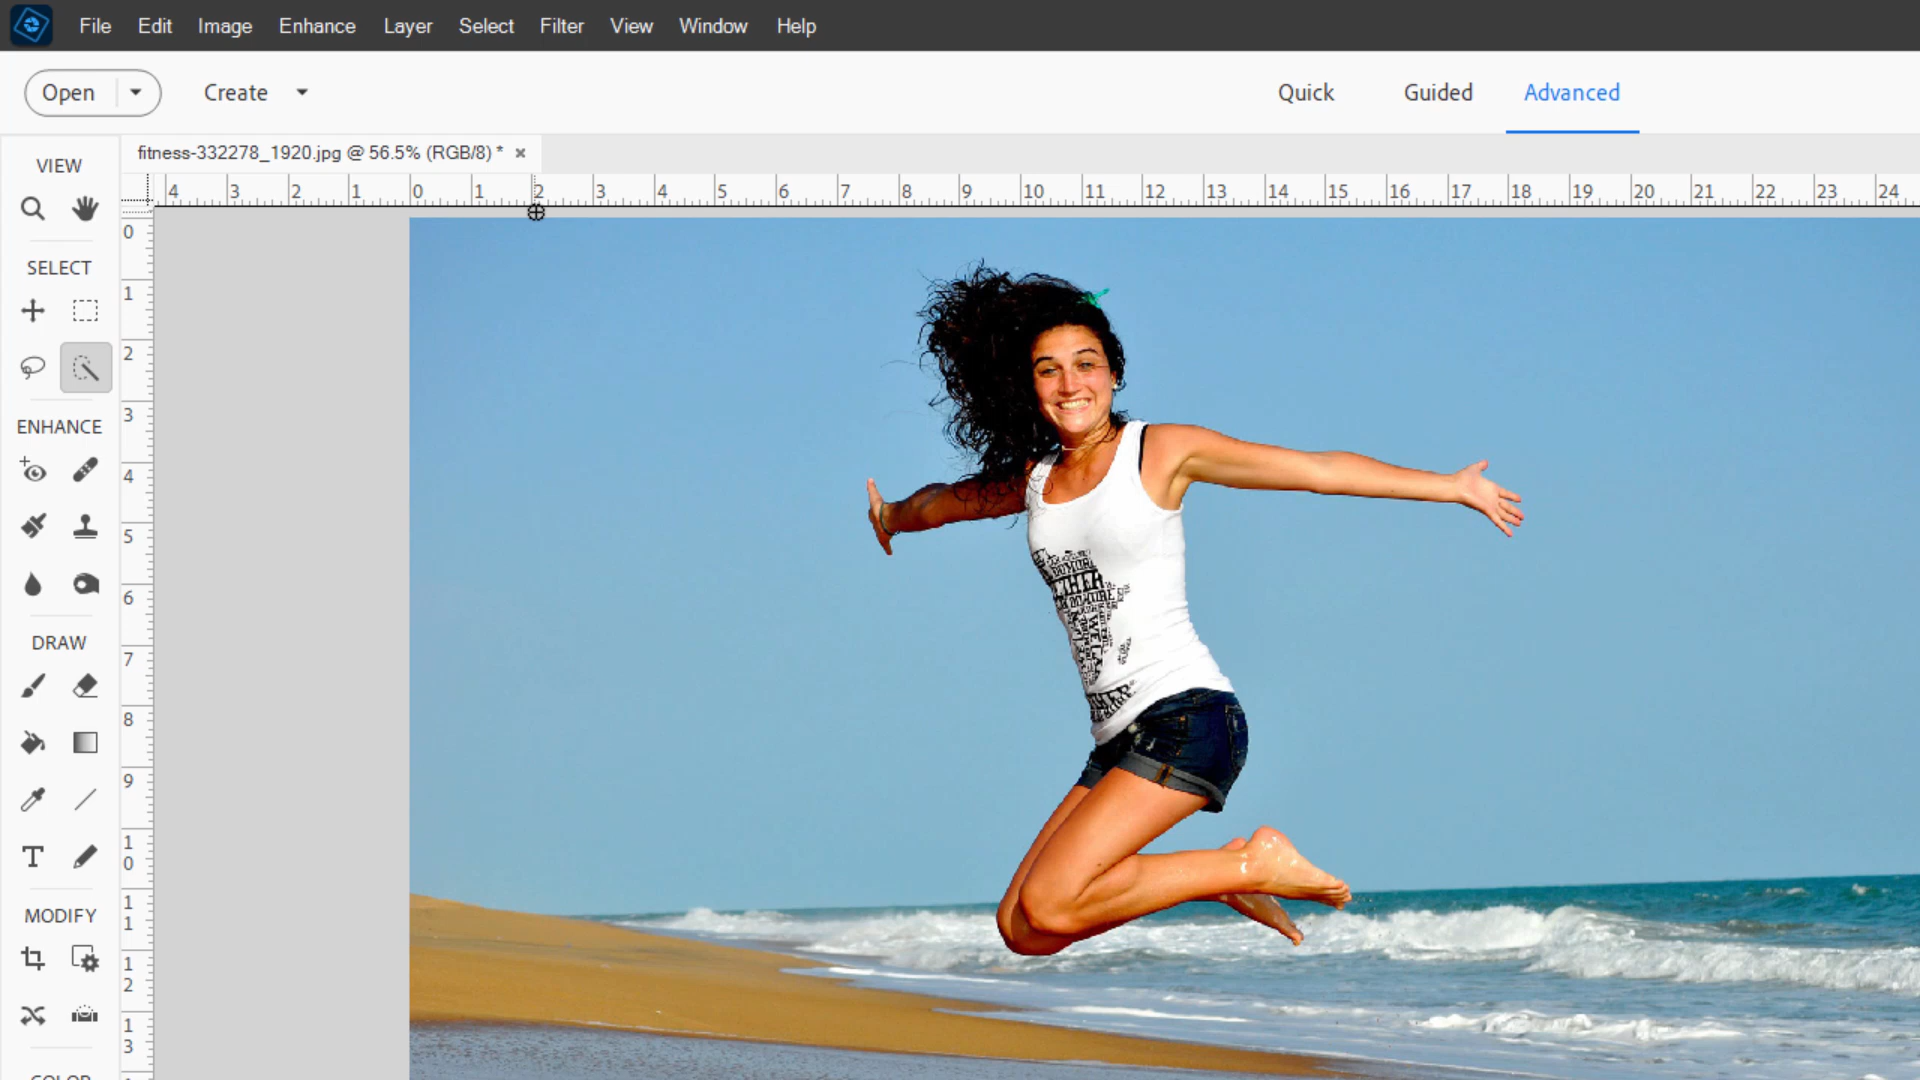 File Edit Image Enhance Layer Select Filter View Window Help
Open Create Quick Guided Advanced
VIEW
fitness-332278_1920.jpg @ 56.5% (RGB/8) *
4 3 2 1 0 1 2 3 4 5 6 7 8 9 10 11 12 13 14 15 16 17 18 19 20 21 22 23 24
0
SELECT
1
2
3
ENHANCE
4
5
6
DRAW
7
8
9
10
11
MODIFY
12
13
COLOR